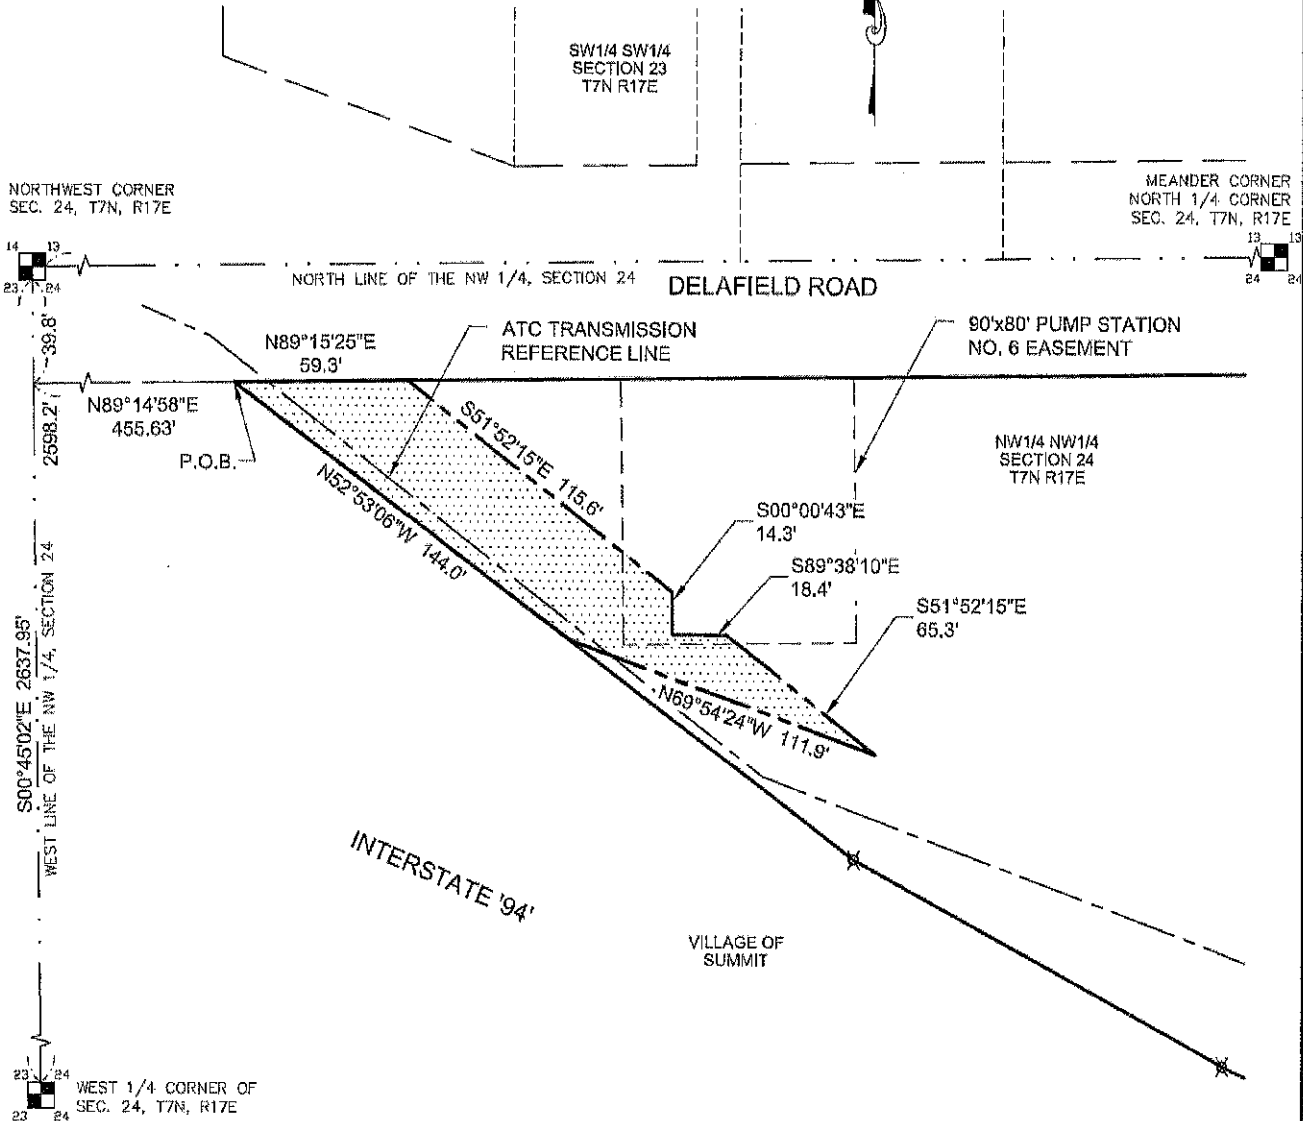 SW1/4 SW1/4
SECTION 23
T7N R17E
NORTHWEST CORNER
SEC. 24, T7N, R17E
MEANDER CORNER
NORTH 1/4 CORNER
SEC. 24, T7N, R17E
14 13
23 24
13 13
24 24
NORTH LINE OF THE NW 1/4, SECTION 24
DELAFIELD ROAD
39.8'
N89°15'25"E
59.3'
ATC TRANSMISSION
REFERENCE LINE
90'x80' PUMP STATION
NO. 6 EASEMENT
N89°14'58"E
455.63'
2598.2'
P.O.B.
S51°52'15"E 115.6'
N52°53'06"W 144.0'
NW1/4 NW1/4
SECTION 24
T7N R17E
S00°00'43"E
14.3'
S89°38'10"E
18.4'
S51°52'15"E
65.3'
N69°54'24"W 111.9'
S00°45'02"E 2637.95'
WEST LINE OF THE NW 1/4, SECTION 24
INTERSTATE '94'
VILLAGE OF
SUMMIT
23 24
23 24
WEST 1/4 CORNER OF
SEC. 24, T7N, R17E